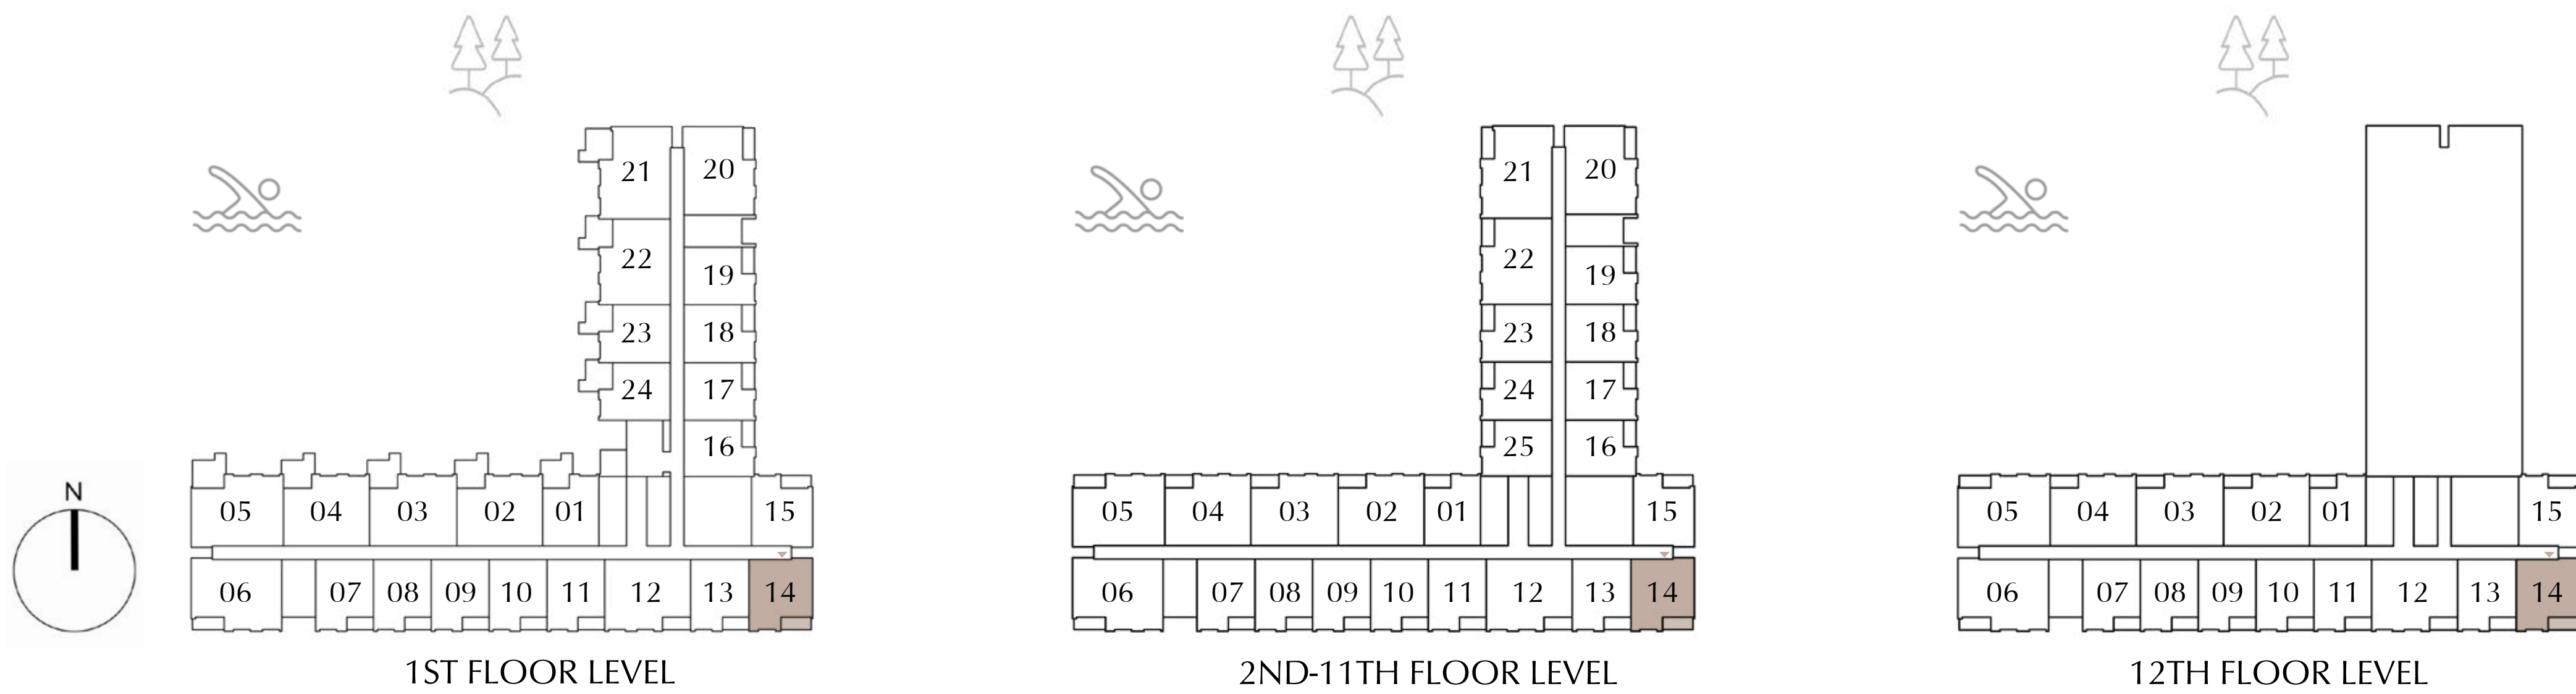 N
21 20
22
19
23 18
24 17
16
05 04 03 02 01 15
06 07 08 09 10 11 12 13 14
1ST FLOOR LEVEL
21 20
22
19
23 18
24 17
25 16
05 04 03 02 01 15
06 07 08 09 10 11 12 13 14
2ND-11TH FLOOR LEVEL
05 04 03 02 01 15
06 07 08 09 10 11 12 13 14
12TH FLOOR LEVEL